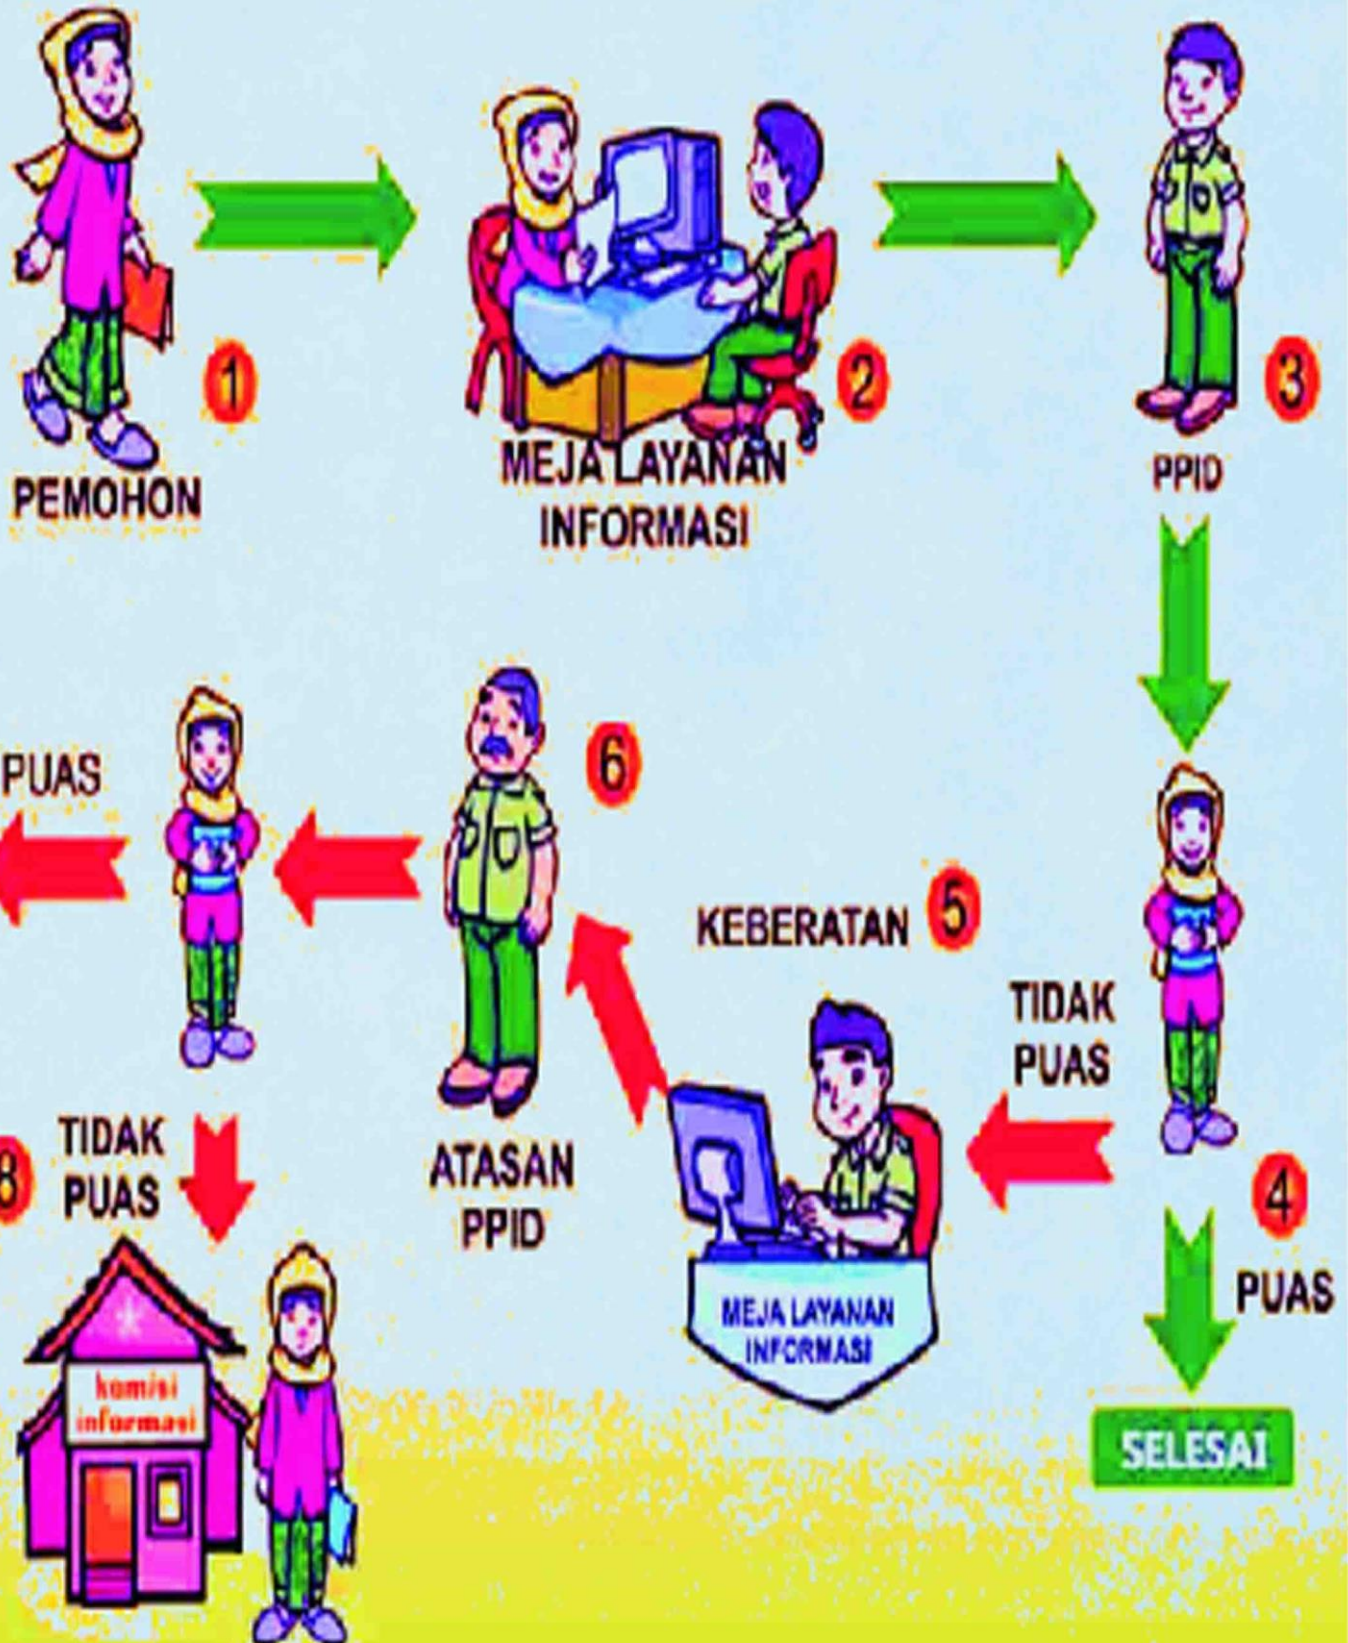 1
PEMOHON
2
MEJA LAYANAN
INFORMASI
3
PPID
4
PUAS
SELESAI
TIDAK
PUAS
KEBERATAN 5
MEJA LAYANAN
INFORMASI
6
ATASAN
PPID
PUAS
TIDAK
PUAS
8
komisi
informasi